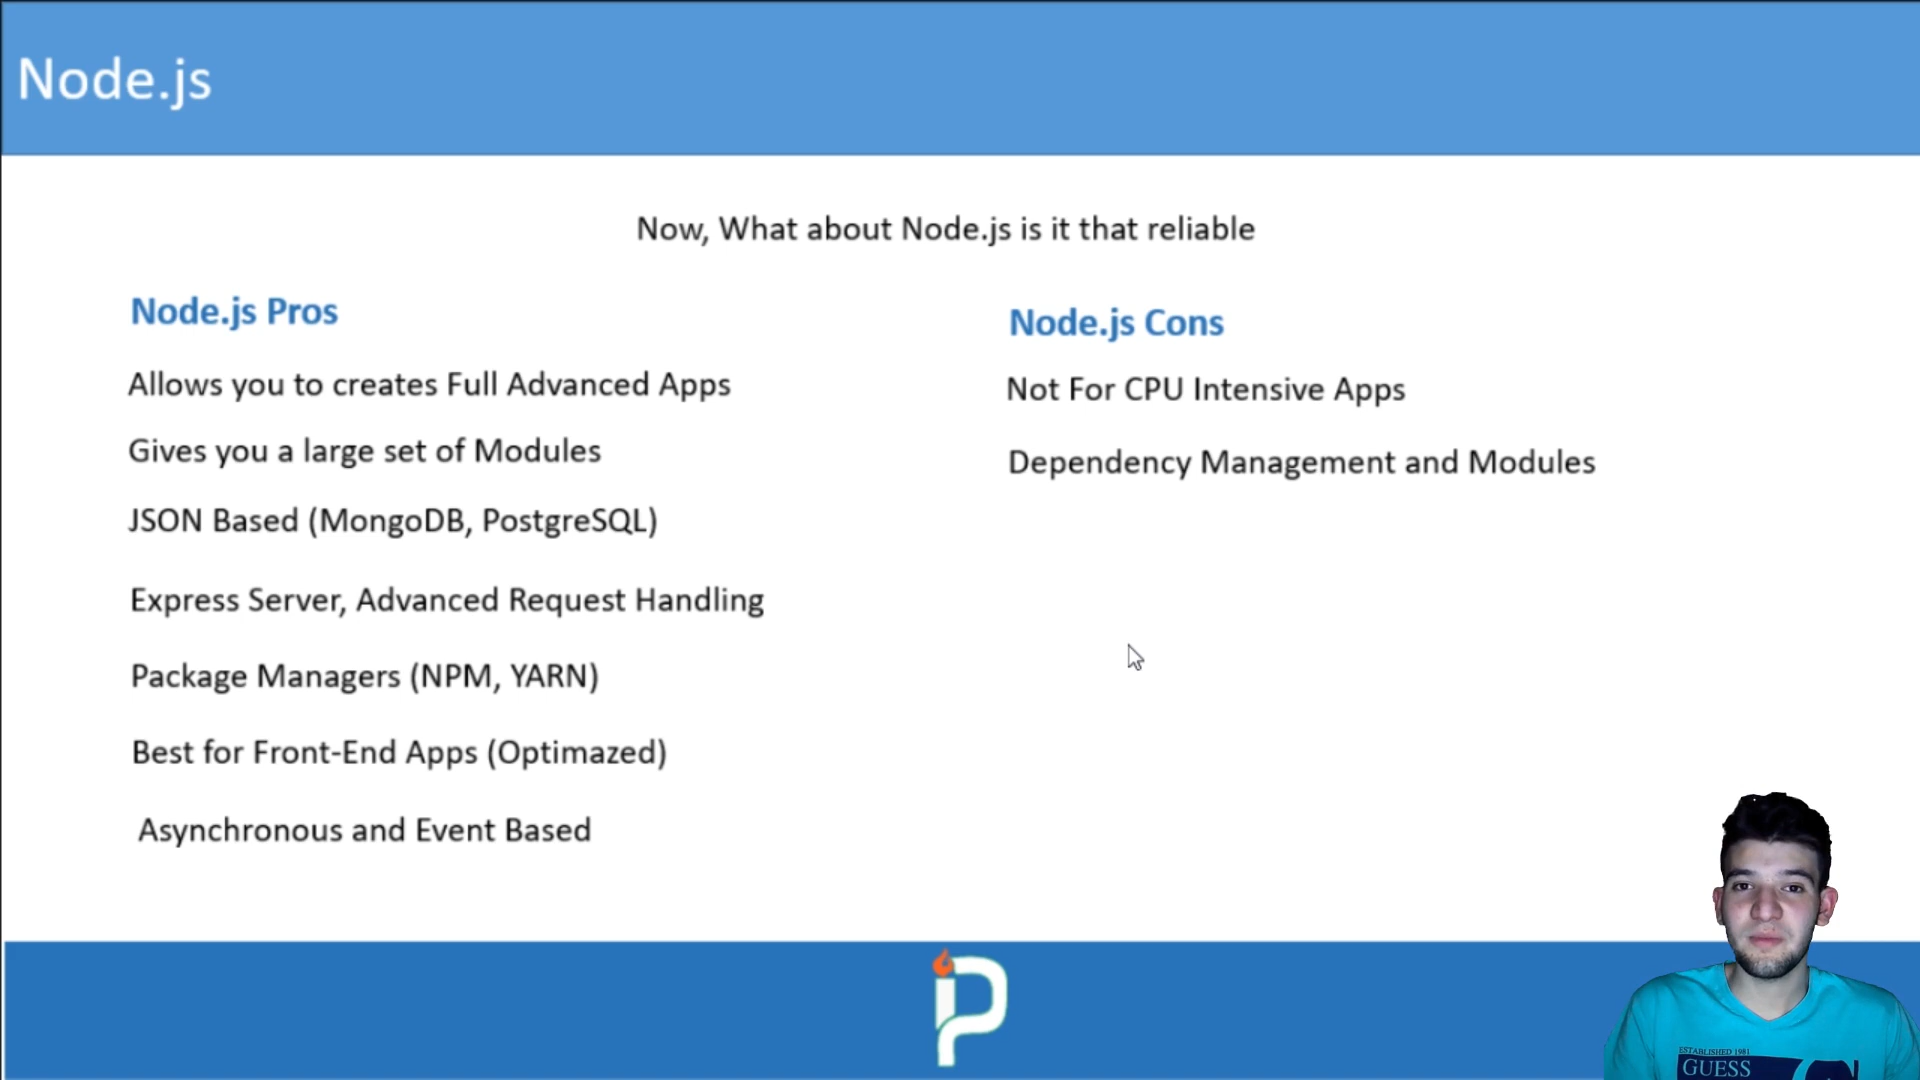 Node.js
Now, What about Node.js is it that reliable
Node.js Pros
Allows you to creates Full Advanced Apps
Gives you a large set of Modules
JSON Based (MongoDB, PostgreSQL)
Express Server, Advanced Request Handling
Package Managers (NPM, YARN)
Best for Front-End Apps (Optimazed)
Asynchronous and Event Based
Node.js Cons
Not For CPU Intensive Apps
Dependency Management and Modules
ESTABLISHED 1981
GUESS